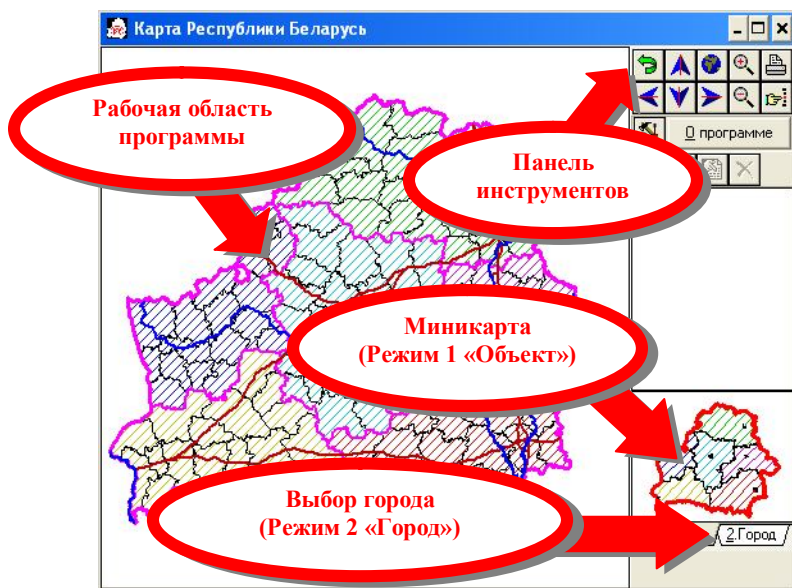 Карта Республики Беларусь
Рабочая область
программы
О программе
Панель
инструментов
Миникарта
(Режим 1 «Объект»)
Выбор города
(Режим 2 «Город»)
2.Город